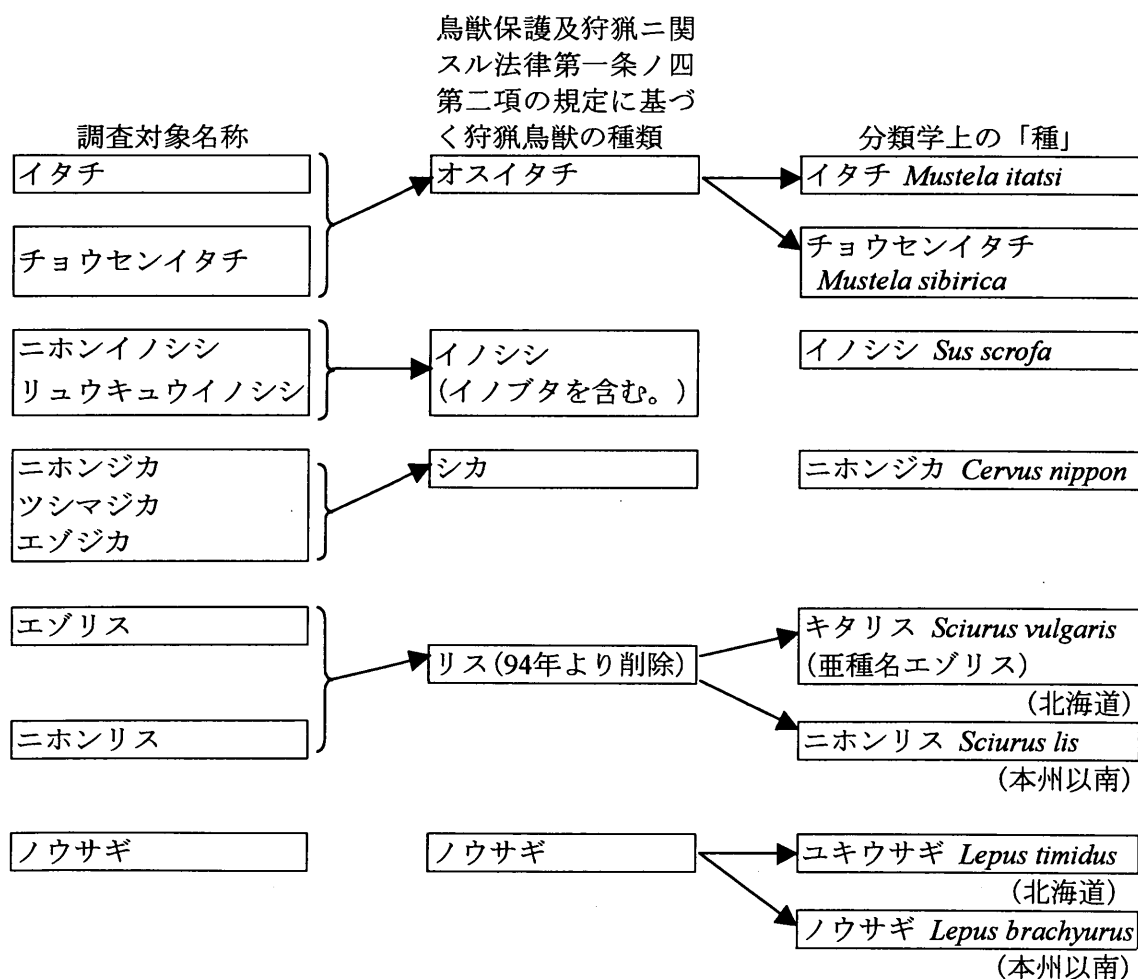 鳥獣保護及狩猟ニ関
スル法律第一条ノ四
第二項の規定に基づ
く狩猟鳥獣の種類
調査対象名称
分類学上の「種」
イタチ
オスイタチ
イタチ Mustela itatsi
チョウセンイタチ
チョウセンイタチ
Mustela sibirica
ニホンイノシシ
リュウキュウイノシシ
イノシシ
(イノブタを含む。)
イノシシ Sus scrofa
ニホンジカ
ツシマジカ
エゾジカ
シカ
ニホンジカ Cervus nippon
エゾリス
ニホンリス
リス(94年より削除)
キタリス Sciurus vulgaris
(亜種名エゾリス)
(北海道)
ニホンリス Sciurus lis
(本州以南)
ノウサギ
ノウサギ
ユキウサギ Lepus timidus
(北海道)
ノウサギ Lepus brachyurus
(本州以南)